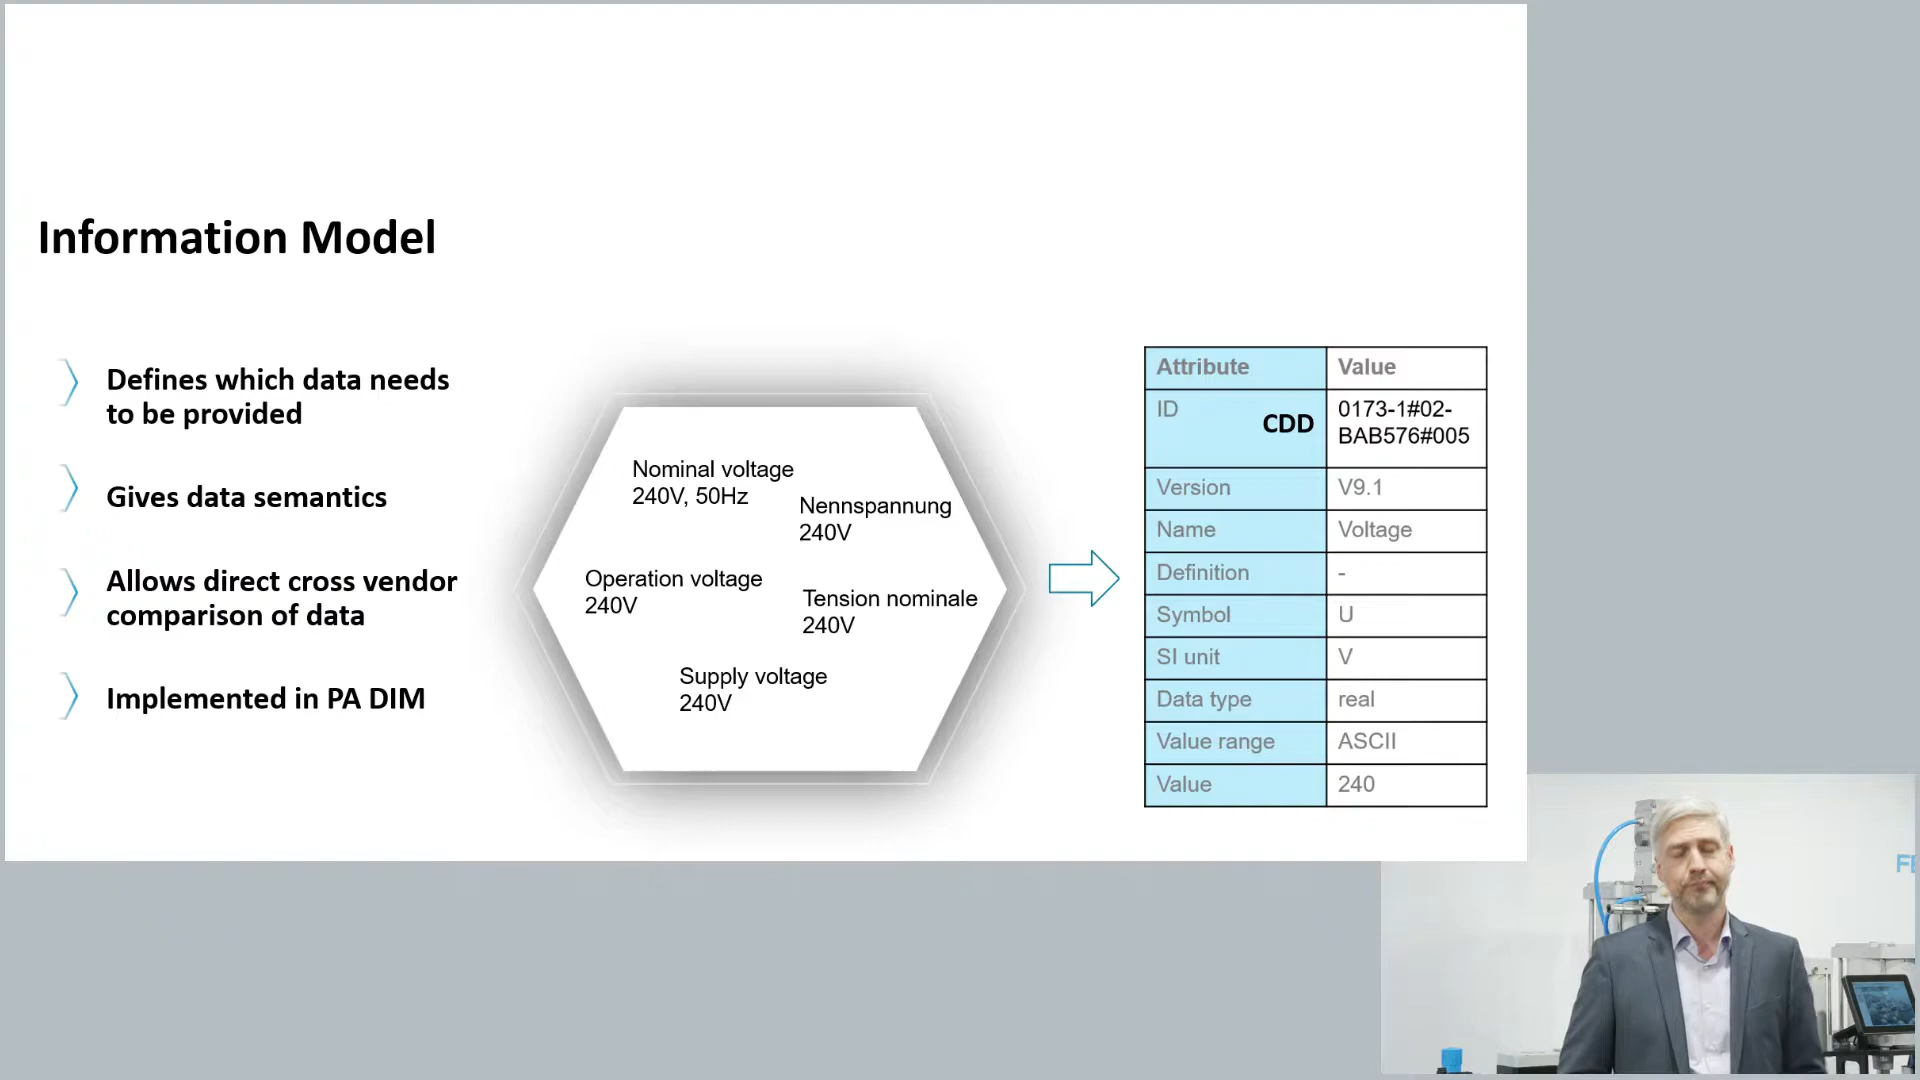 Information Model
Defines which data needs
to be provided
Gives data semantics
Allows direct cross vendor
comparison of data
Implemented in PA DIM
Nominal voltage
240V, 50Hz
Nennspannung
240V
Operation voltage
240V
Tension nominale
240V
Supply voltage
240V
Attribute Value
ID CDD 0173-1#02-
BAB576#005
Version V9.1
Name Voltage
Definition -
Symbol U
SI unit V
Data type real
Value range ASCII
Value 240